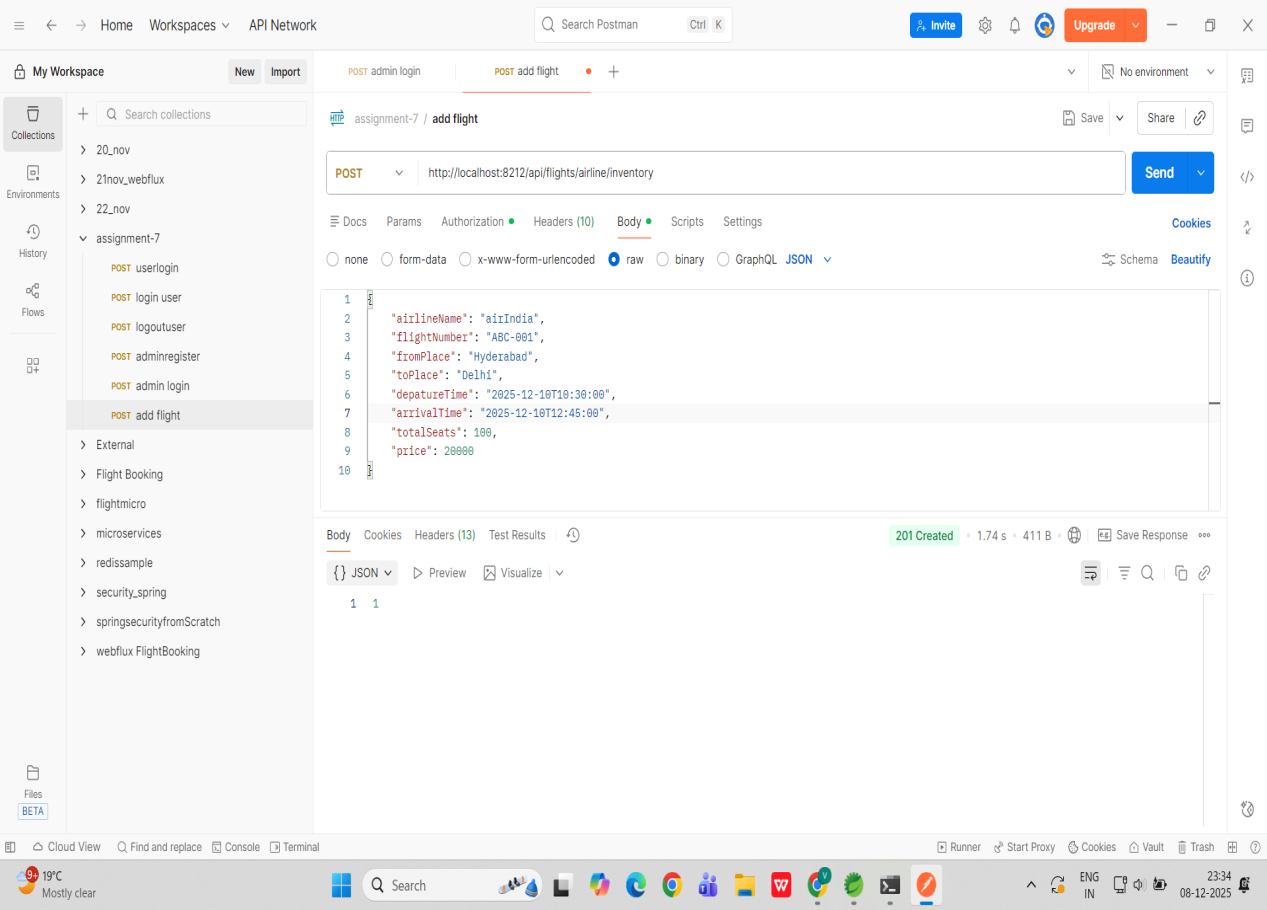 Home Workspaces API Network Search Postman Ctrl K Invite Upgrade
My Workspace New Import POST admin login POST add flight No environment
Collections
Environments
History
Flows
Files
BETA
Search collections
20_nov
21nov_webflux
22_nov
assignment-7
POST userlogin
POST login user
POST logoutuser
POST adminregister
POST admin login
POST add flight
External
Flight Booking
flightmicro
microservices
redissample
security_spring
springsecurityfromScratch
webflux FlightBooking
HTTP assignment-7 / add flight Save Share
POST http://localhost:8212/api/flights/airline/inventory Send
Docs Params Authorization Headers (10) Body Scripts Settings Cookies
none form-data x-www-form-urlencoded raw binary GraphQL JSON Schema Beautify
1 {
2 "airlineName": "airIndia",
3 "flightNumber": "ABC-001",
4 "fromPlace": "Hyderabad",
5 "toPlace": "Delhi",
6 "depatureTime": "2025-12-10T10:30:00",
7 "arrivalTime": "2025-12-10T12:45:00",
8 "totalSeats": 100,
9 "price": 20000
10 }
Body Cookies Headers (13) Test Results 201 Created 1.74 s 411 B e.g. Save Response
{} JSON Preview Visualize
1 1
Cloud View Find and replace Console Terminal Runner Start Proxy Cookies Vault Trash
9+ 19°C
Mostly clear
Search
W
V
ENG
IN
23:34
08-12-2025